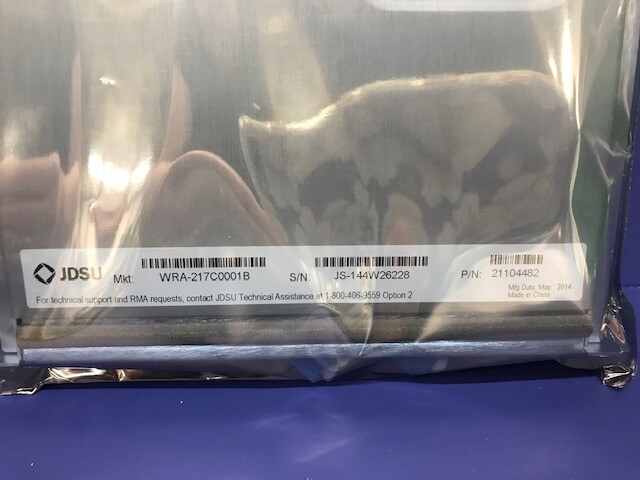 JDSU Mkt: WRA-217C0001B S/N: JS-144W26228 P/N: 21104482
Mfg Date: May 2014
Made in China
For technical support and RMA requests, contact JDSU Technical Assistance at 1-800-406-3559 Option 2